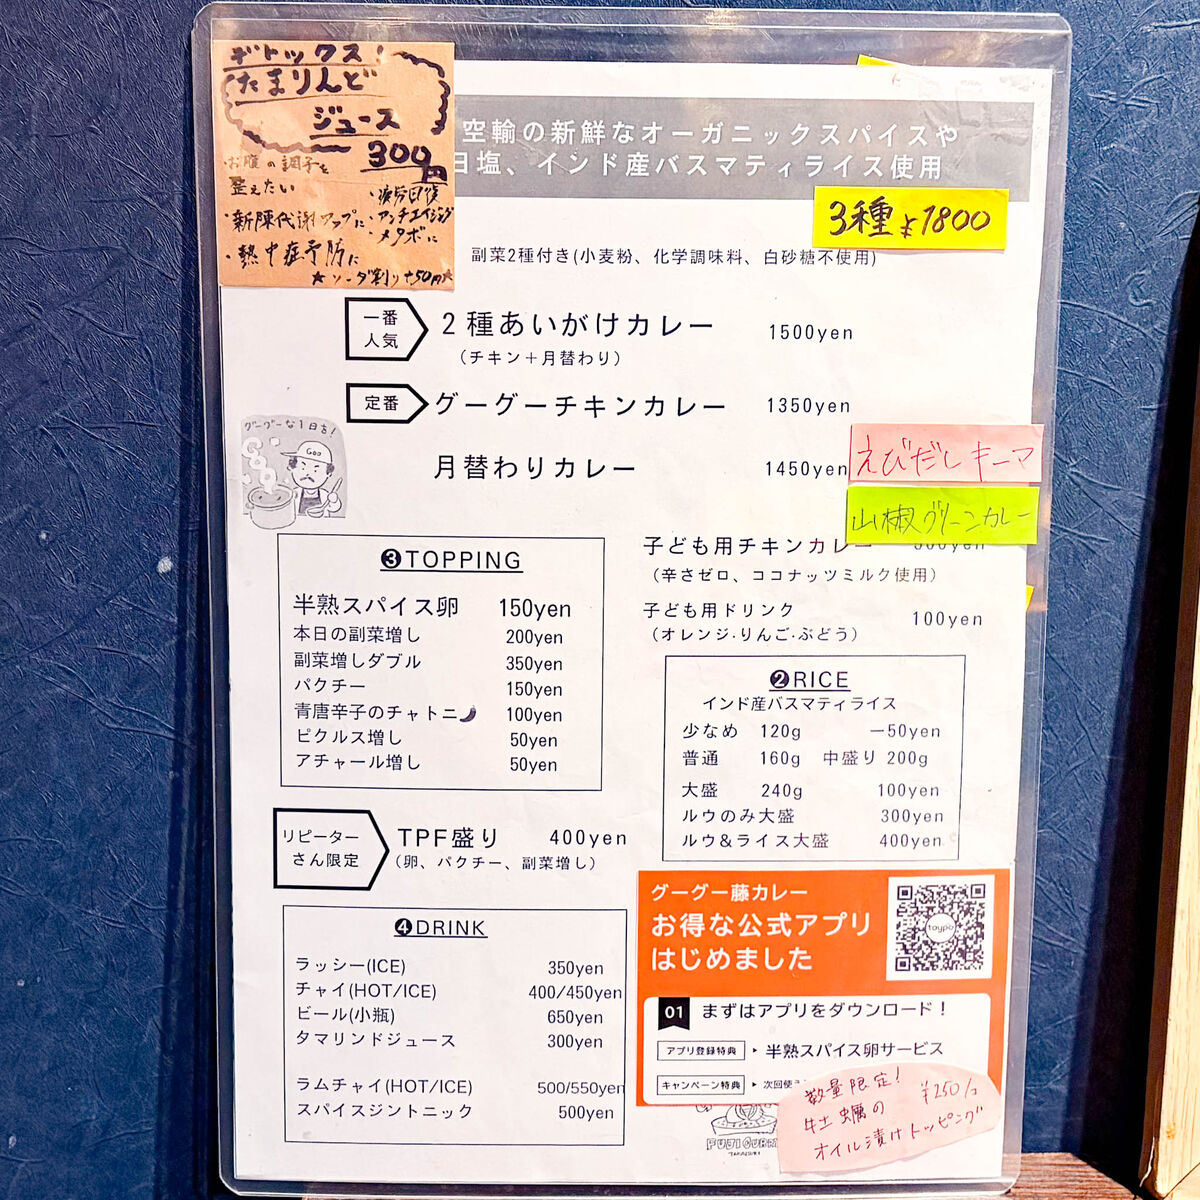 デトックス！
たまりんど
ジュース
300円
・お腹の調子を
整えたい
・新陳代謝アップに
・熱中症予防に
・疲労回復
・アンチエイジング
・メタボに
★ソーダ割り+50円★
空輸の新鮮なオーガニックスパイスや
日塩、インド産バスマティライス使用
3種¥1800
副菜2種付き(小麦粉、化学調味料、白砂糖不使用)
一番
人気
２種あいがけカレー 1500yen
（チキン＋月替わり）
定番
グーグーチキンカレー 1350yen
月替わりカレー 1450yen
えびだしキーマ
山椒グリーンカレー
グーグーな1日を！
Goo
子ども用チキンカレー
（辛さゼロ、ココナッツミルク使用）
子ども用ドリンク 100yen
（オレンジ･りんご･ぶどう）
❸TOPPING
半熟スパイス卵 150yen
本日の副菜増し 200yen
副菜増しダブル 350yen
パクチー 150yen
青唐辛子のチャトニ 100yen
ピクルス増し 50yen
アチャール増し 50yen
❷RICE
インド産バスマティライス
少なめ 120g －50yen
普通 160g 中盛り 200g
大盛 240g 100yen
ルウのみ大盛 300yen
ルウ＆ライス大盛 400yen
リピーター
さん限定
TPF盛り 400yen
（卵、パクチー、副菜増し）
❹DRINK
ラッシー(ICE) 350yen
チャイ(HOT/ICE) 400/450yen
ビール(小瓶) 650yen
タマリンドジュース 300yen
ラムチャイ(HOT/ICE) 500/550yen
スパイスジントニック 500yen
グーグー藤カレー
お得な公式アプリ
はじめました
toypo
01 まずはアプリをダウンロード！
アプリ登録特典 ▸ 半熟スパイス卵サービス
キャンペーン特典 ▸ 次回使え
数量限定！
牡蠣の ¥250/コ
オイル漬けトッピング
FUJI CURR
TAKATSUKI